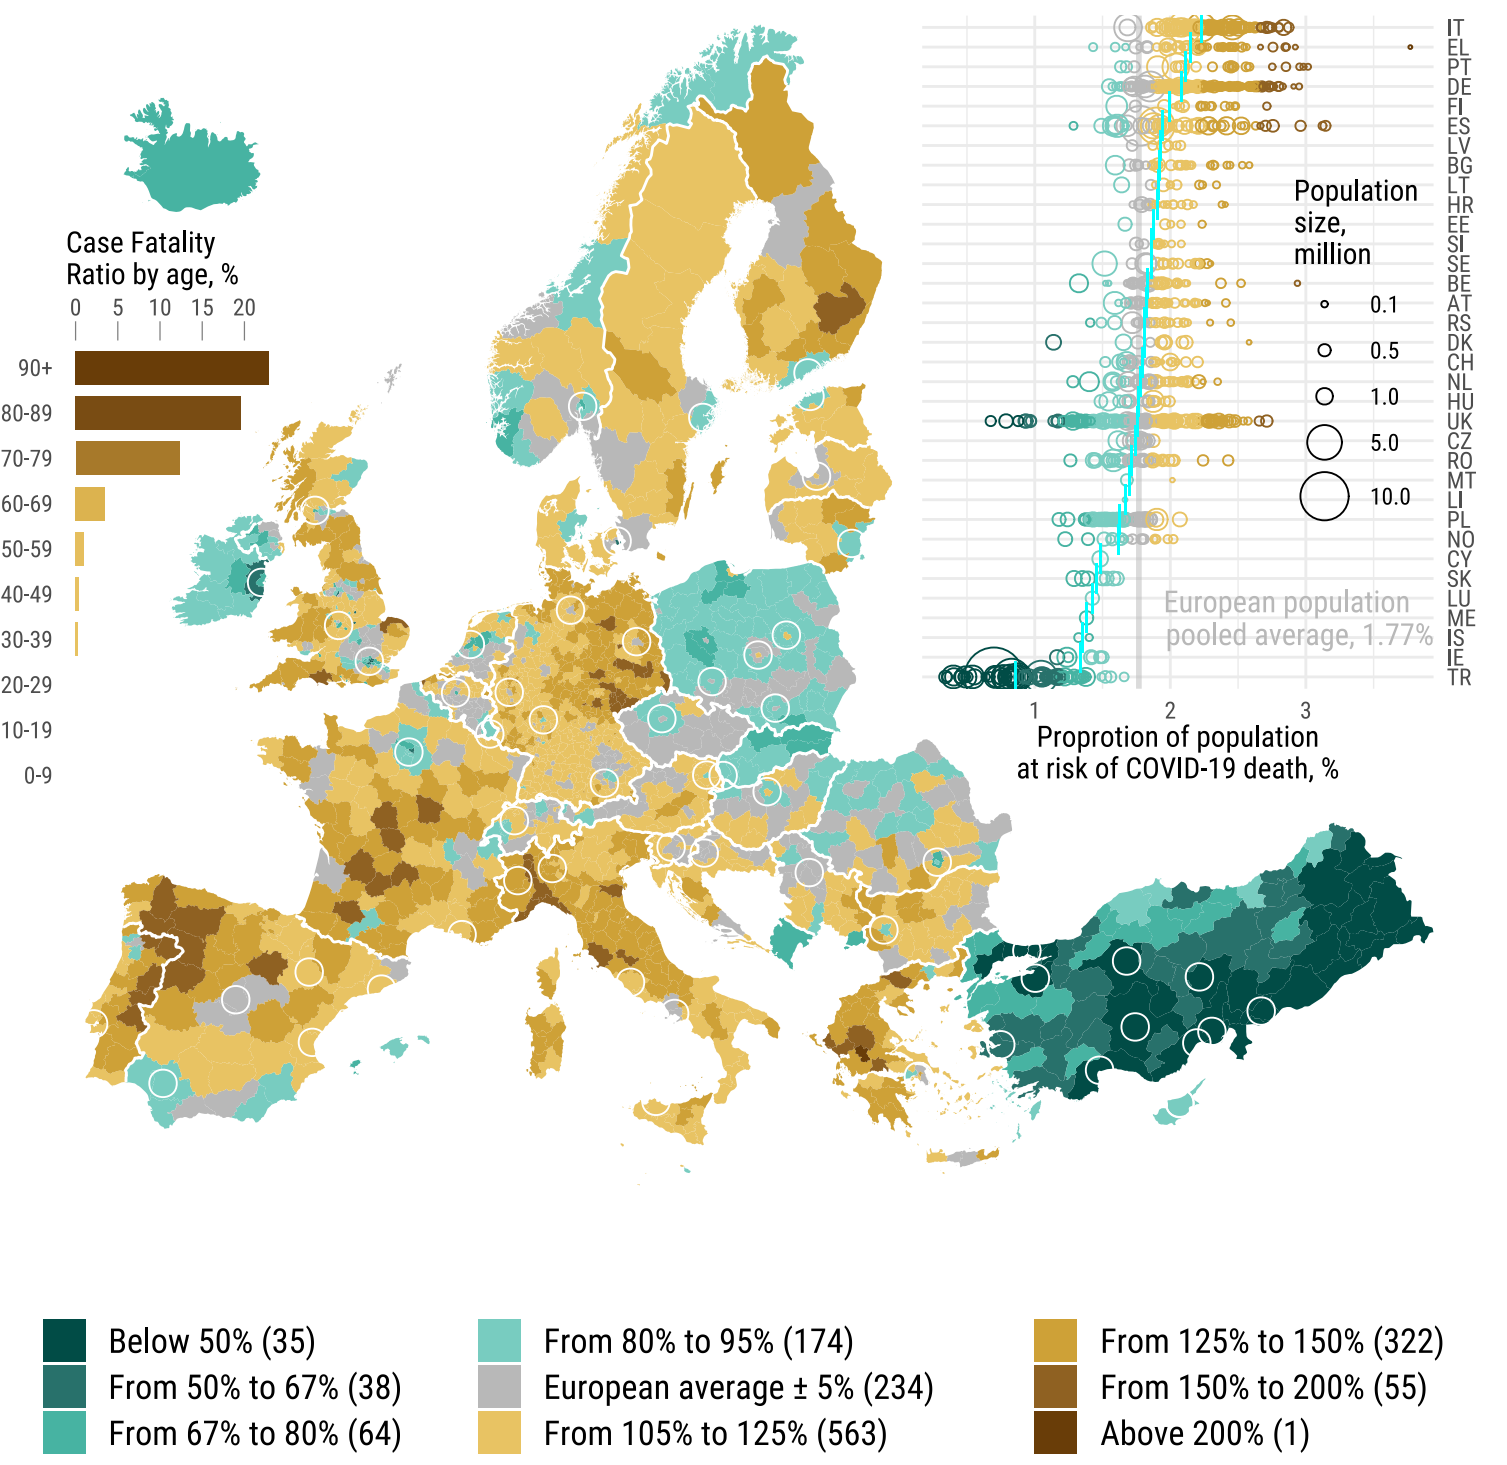 IT
EL
PT
DE
FI
ES
LV
BG
LT
HR
EE
SI
SE
BE
AT
RS
DK
CH
NL
HU
UK
CZ
RO
MT
LI
PL
NO
CY
SK
LU
ME
IS
IE
TR
Population
size,
million
0.1
0.5
1.0
5.0
10.0
European population
pooled average, 1.77%
1 2 3
Proprotion of population
at risk of COVID-19 death, %
Case Fatality
Ratio by age, %
0 5 10 15 20
90+
80-89
70-79
60-69
50-59
40-49
30-39
20-29
10-19
0-9
Below 50% (35)
From 50% to 67% (38)
From 67% to 80% (64)
From 80% to 95% (174)
European average ± 5% (234)
From 105% to 125% (563)
From 125% to 150% (322)
From 150% to 200% (55)
Above 200% (1)